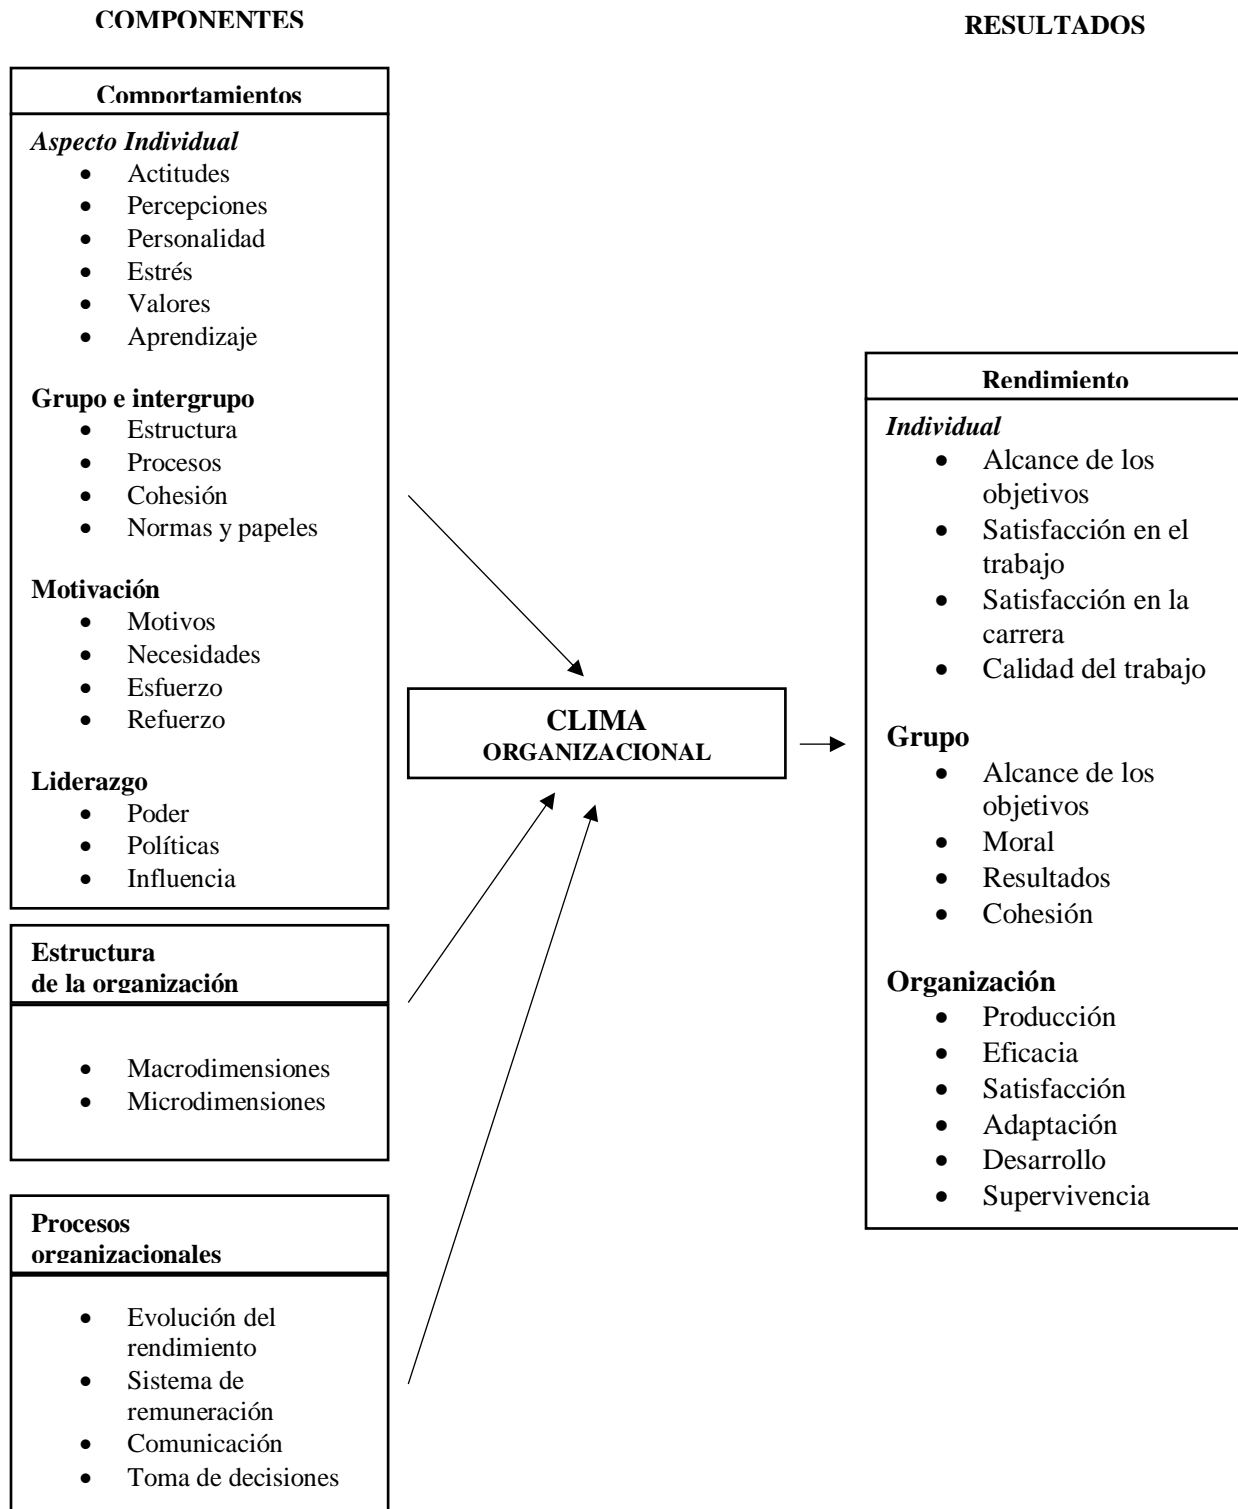 COMPONENTES
Comportamientos
Aspecto Individual
• Actitudes
• Percepciones
• Personalidad
• Estrés
• Valores
• Aprendizaje
Grupo e intergrupo
• Estructura
• Procesos
• Cohesión
• Normas y papeles
Motivación
• Motivos
• Necesidades
• Esfuerzo
• Refuerzo
Liderazgo
• Poder
• Políticas
• Influencia
Estructura
de la organización
• Macrodimensiones
• Microdimensiones
Procesos
organizacionales
• Evolución del
rendimiento
• Sistema de
remuneración
• Comunicación
• Toma de decisiones
CLIMA
ORGANIZACIONAL
RESULTADOS
Rendimiento
Individual
• Alcance de los
objetivos
• Satisfacción en el
trabajo
• Satisfacción en la
carrera
• Calidad del trabajo
Grupo
• Alcance de los
objetivos
• Moral
• Resultados
• Cohesión
Organización
• Producción
• Eficacia
• Satisfacción
• Adaptación
• Desarrollo
• Supervivencia